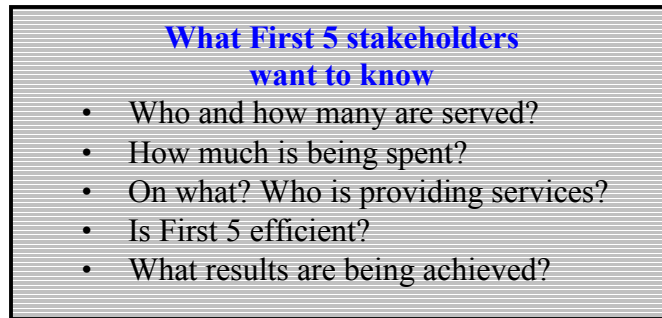 What First 5 stakeholders
want to know
• Who and how many are served?
• How much is being spent?
• On what? Who is providing services?
• Is First 5 efficient?
• What results are being achieved?